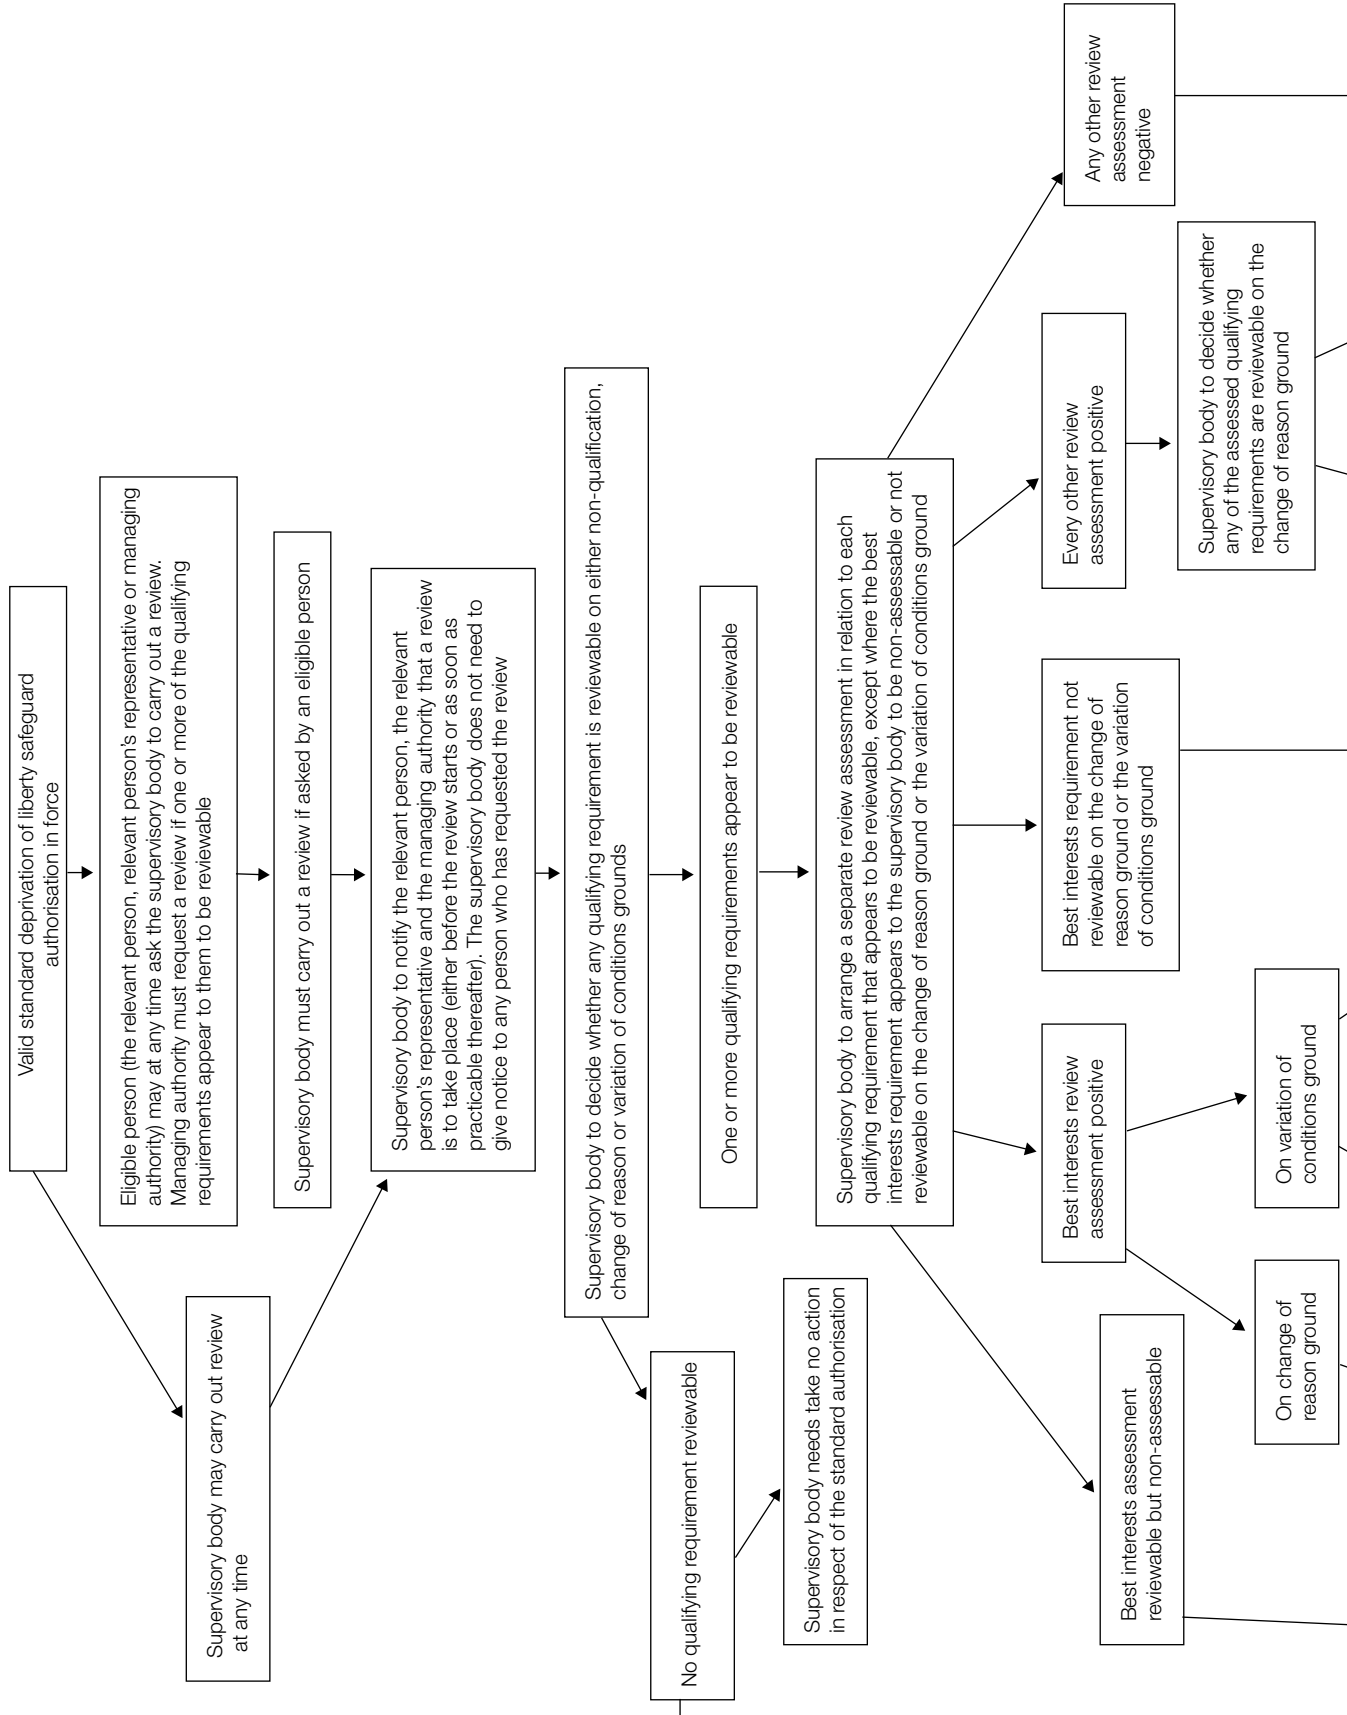 Valid standard deprivation of liberty safeguard
authorisation in force
Eligible person (the relevant person, relevant person’s representative or managing
authority) may at any time ask the supervisory body to carry out a review.
Managing authority must request a review if one or more of the qualifying
requirements appear to them to be reviewable
Supervisory body may carry out review
at any time
Supervisory body must carry out a review if asked by an eligible person
Supervisory body to notify the relevant person, the relevant
person’s representative and the managing authority that a review
is to take place (either before the review starts or as soon as
practicable thereafter). The supervisory body does not need to
give notice to any person who has requested the review
Supervisory body to decide whether any qualifying requirement is reviewable on either non-qualification,
change of reason or variation of conditions grounds
No qualifying requirement reviewable
One or more qualifying requirements appear to be reviewable
Supervisory body needs take no action
in respect of the standard authorisation
Supervisory body to arrange a separate review assessment in relation to each
qualifying requirement that appears to be reviewable, except where the best
interests requirement appears to the supervisory body to be non-assessable or not
reviewable on the change of reason ground or the variation of conditions ground
Best interests assessment
reviewable but non-assessable
Best interests review
assessment positive
Best interests requirement not
reviewable on the change of
reason ground or the variation
of conditions ground
Every other review
assessment positive
Any other review
assessment
negative
On change of
reason ground
On variation of
conditions ground
Supervisory body to decide whether
any of the assessed qualifying
requirements are reviewable on the
change of reason ground